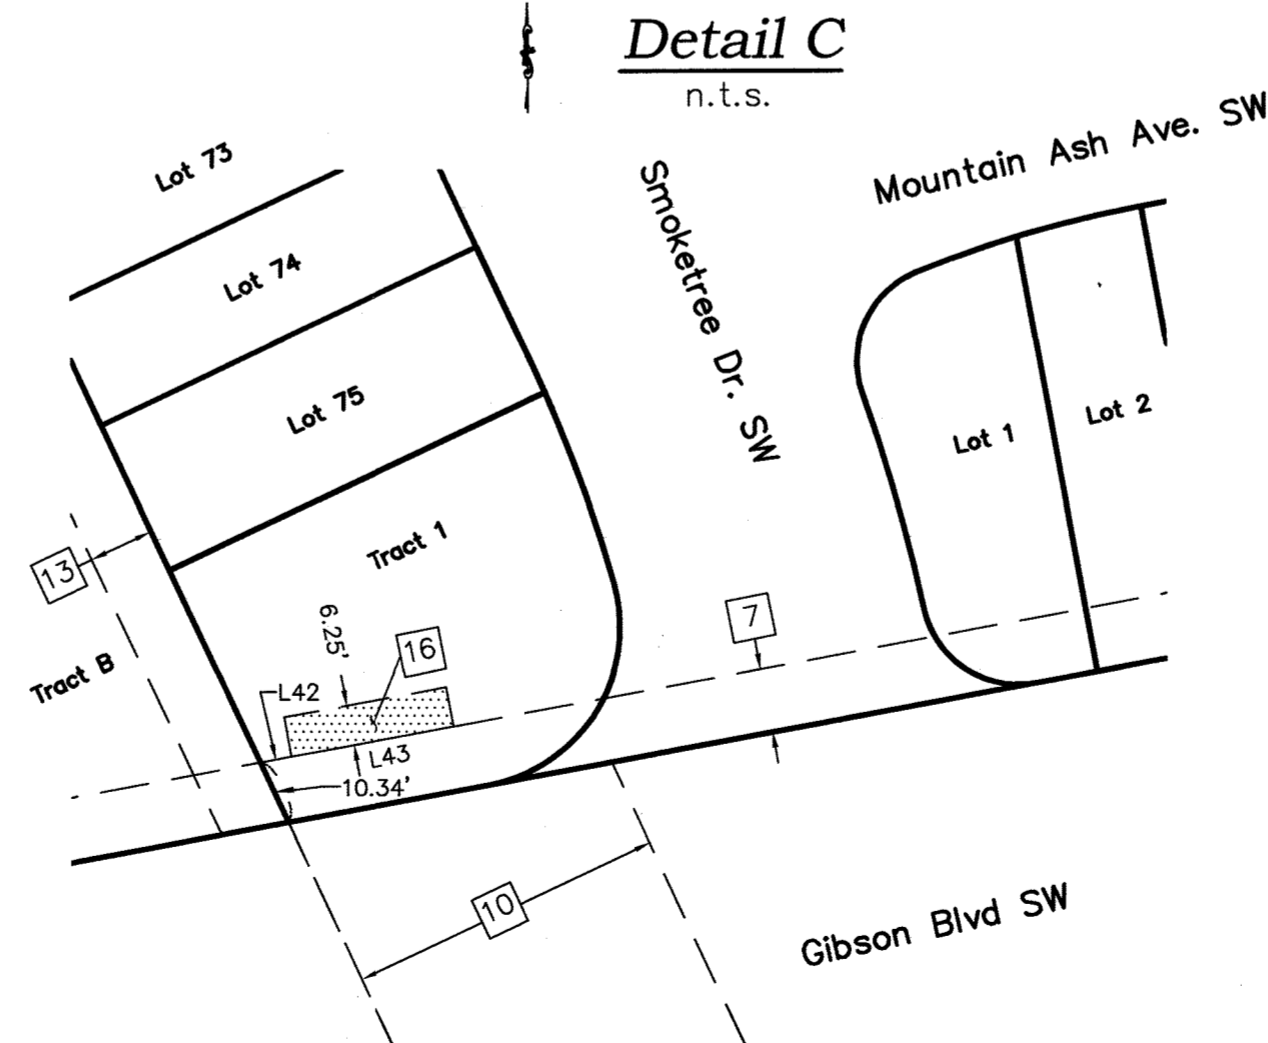 Detail C
n.t.s.
Mountain Ash Ave. SW
Smoketree Dr. SW
Lot 73
Lot 74
Lot 75
Lot 1
Lot 2
Tract 1
13
6.25'
16
7
Tract B
L42
L43
10.34'
10
Gibson Blvd SW